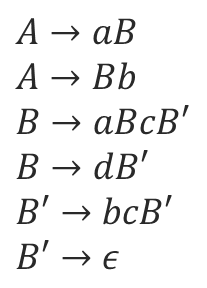 A → aB
A → Bb
B → aBcB′
B → dB′
B′ → bcB′
B′ → ϵ